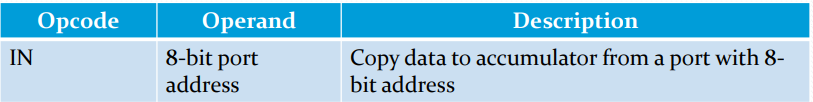 Opcode Operand Description
IN 8-bit port Copy data to accumulator from a port with 8-
address bit address